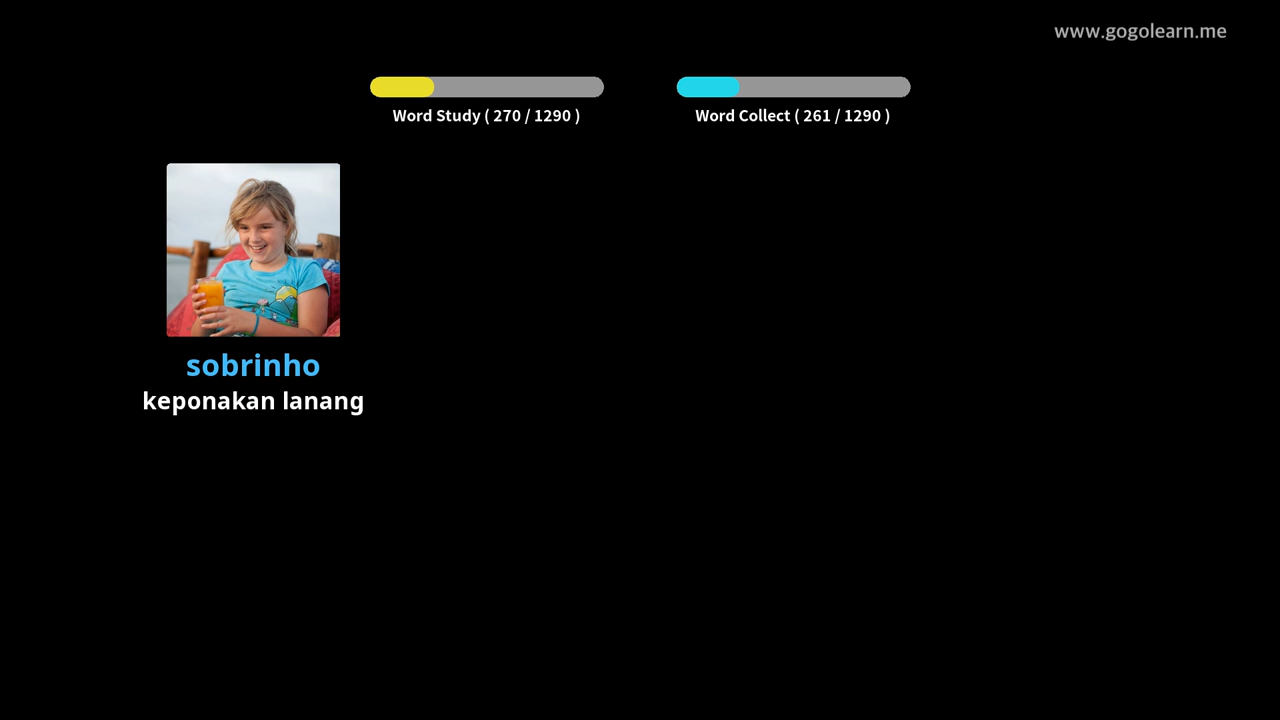 www.gogolearn.me
Word Study ( 270 / 1290 )
Word Collect ( 261 / 1290 )
sobrinho
keponakan lanang